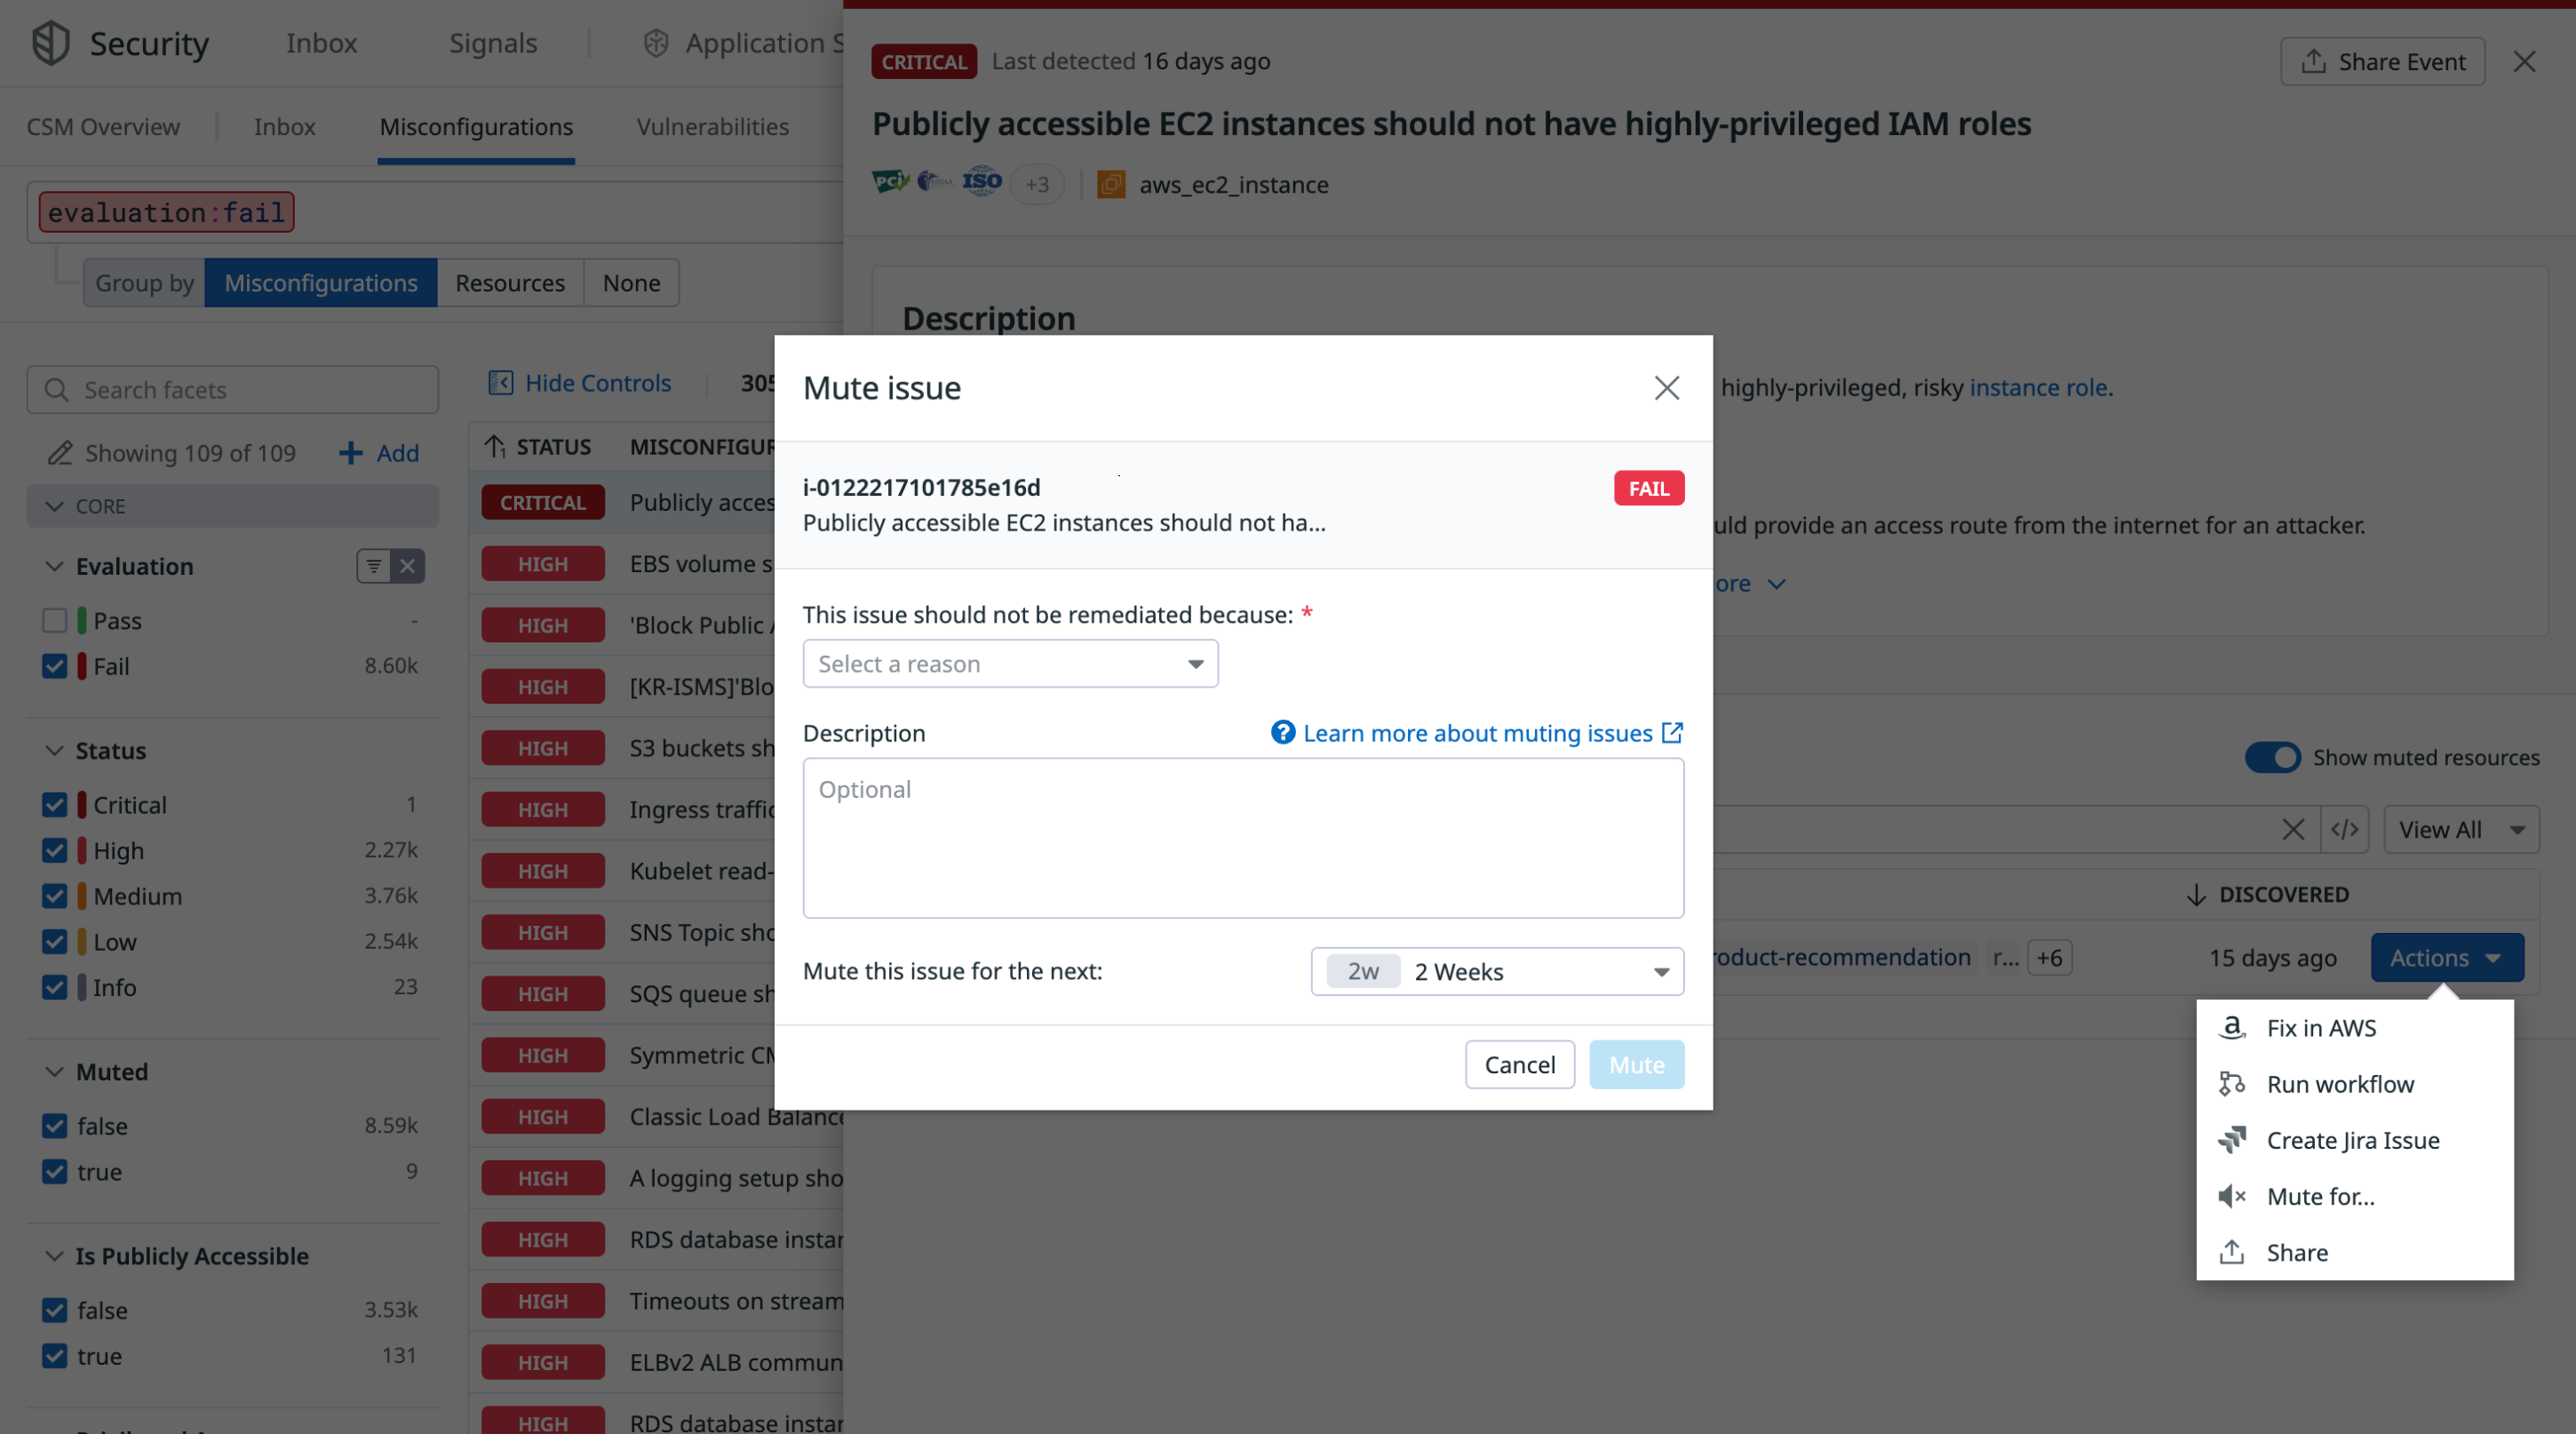 Security
Inbox
Signals
Application S
CSM Overview
Inbox
Misconfigurations
Vulnerabilities
evaluation:fail
Group by
Misconfigurations
Resources
None
Search facets
Showing 109 of 109
Add
CORE
Evaluation
Pass
-
Fail
8.60k
Status
Critical
1
High
2.27k
Medium
3.76k
Low
2.54k
Info
23
Muted
false
8.59k
true
9
Is Publicly Accessible
false
3.53k
true
131
Hide Controls
305
STATUS
MISCONFIGUR
CRITICAL
Publicly acces
HIGH
EBS volume s
HIGH
'Block Public A
HIGH
[KR-ISMS]'Blo
HIGH
S3 buckets sh
HIGH
Ingress traffic
HIGH
Kubelet read-
HIGH
SNS Topic sho
HIGH
SQS queue sh
HIGH
Symmetric CM
HIGH
Classic Load Balance
HIGH
A logging setup sho
HIGH
RDS database instar
HIGH
Timeouts on stream
HIGH
ELBv2 ALB commun
HIGH
RDS database instar
CRITICAL
Last detected 16 days ago
Share Event
Publicly accessible EC2 instances should not have highly-privileged IAM roles
PCI
ISO
+3
aws_ec2_instance
Description
highly-privileged, risky instance role.
uld provide an access route from the internet for an attacker.
ore
Show muted resources
View All
DISCOVERED
roduct-recommendation
r...
+6
15 days ago
Actions
Fix in AWS
Run workflow
Create Jira Issue
Mute for...
Share
Mute issue
i-0122217101785e16d
FAIL
Publicly accessible EC2 instances should not ha...
This issue should not be remediated because: *
Select a reason
Description
Learn more about muting issues
Optional
Mute this issue for the next:
2w
2 Weeks
Cancel
Mute